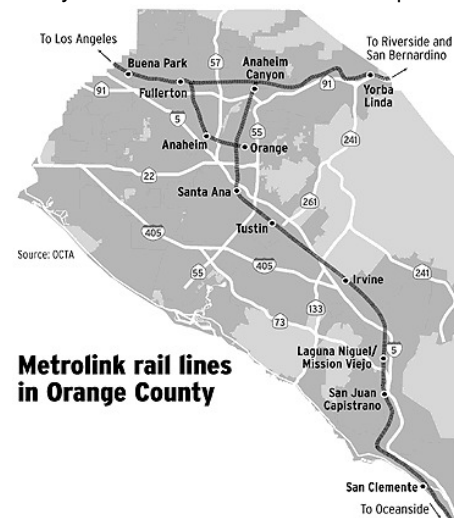 To Los Angeles
Buena Park
Fullerton
57
Anaheim
Canyon
To Riverside and
San Bernardino
91
Yorba
Linda
91
5
Anaheim
55
Orange
241
22
Santa Ana
261
Tustin
405
Source: OCTA
55
405
Irvine
241
133
73
Metrolink rail lines
in Orange County
Laguna Niguel/
Mission Viejo
5
San Juan
Capistrano
San Clemente
To Oceanside